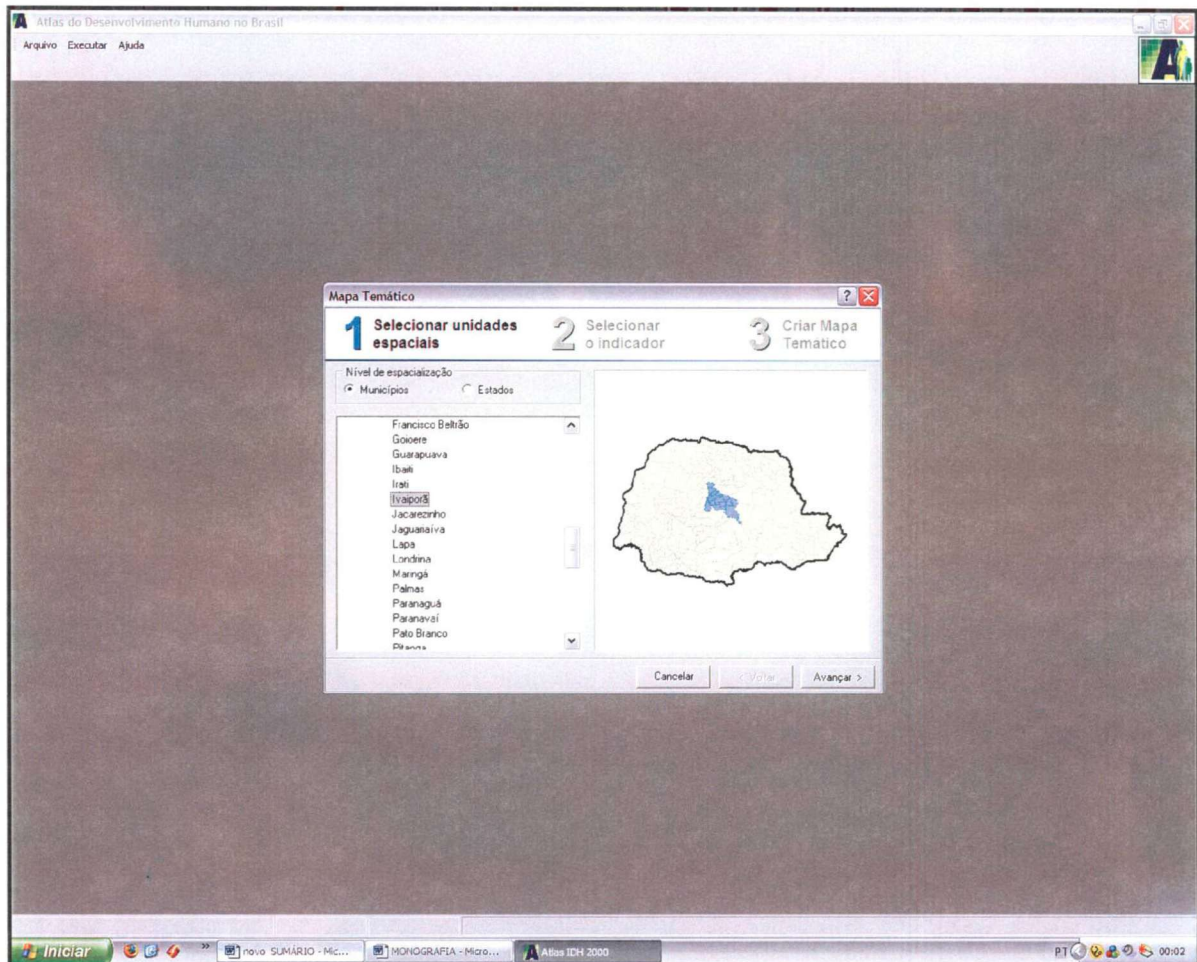 Atlas do Desenvolvimento Humano no Brasil
Arquivo Executar Ajuda
Mapa Temático
1 Selecionar unidades espaciais
2 Selecionar o indicador
3 Criar Mapa Tematico
Nível de espacialização
Municípios Estados
Francisco Beltrão
Goioere
Guarapuava
Ibaiti
Irati
Ivaiporã
Jacarezinho
Jaguariaíva
Lapa
Londrina
Maringá
Palmas
Paranaguá
Paranavaí
Pato Branco
Pitanga
Cancelar < Voltar Avançar >
Iniciar » novo SUMÁRIO - Mic... MONOGRAFIA - Micro... Atlas IDH 2000 PT 00:02